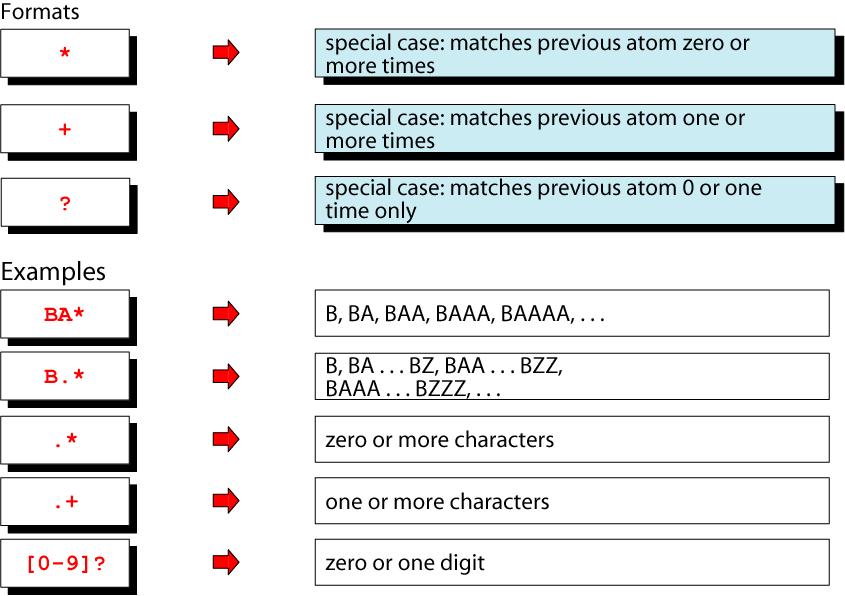 Formats
*
special case: matches previous atom zero or
more times
+
special case: matches previous atom one or
more times
?
special case: matches previous atom 0 or one
time only
Examples
BA*
B, BA, BAA, BAAA, BAAAA, . . .
B.*
B, BA . . . BZ, BAA . . . BZZ,
BAAA . . . BZZZ, . . .
.*
zero or more characters
.+
one or more characters
[0-9]?
zero or one digit